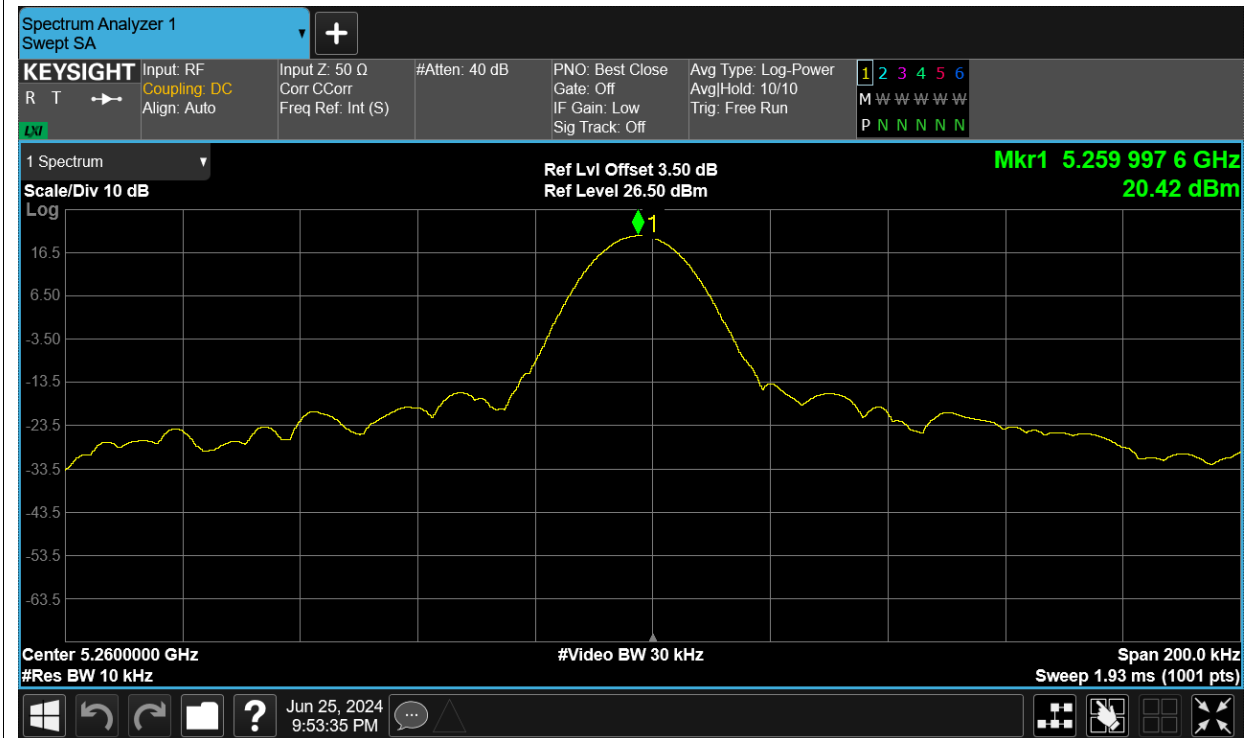 Spectrum Analyzer 1
Swept SA
KEYSIGHT
R T
LXI
Input: RF
Coupling: DC
Align: Auto
Input Z: 50 Ω
Corr CCorr
Freq Ref: Int (S)
#Atten: 40 dB
PNO: Best Close
Gate: Off
IF Gain: Low
Sig Track: Off
Avg Type: Log-Power
Avg|Hold: 10/10
Trig: Free Run
1 2 3 4 5 6
M W W W W W
P N N N N N
1 Spectrum
Scale/Div 10 dB
Log
Ref Lvl Offset 3.50 dB
Ref Level 26.50 dBm
Mkr1 5.259 997 6 GHz
20.42 dBm
1
16.5
6.50
-3.50
-13.5
-23.5
-33.5
-43.5
-53.5
-63.5
Center 5.2600000 GHz
#Video BW 30 kHz
Span 200.0 kHz
#Res BW 10 kHz
Sweep 1.93 ms (1001 pts)
?
Jun 25, 2024
9:53:35 PM